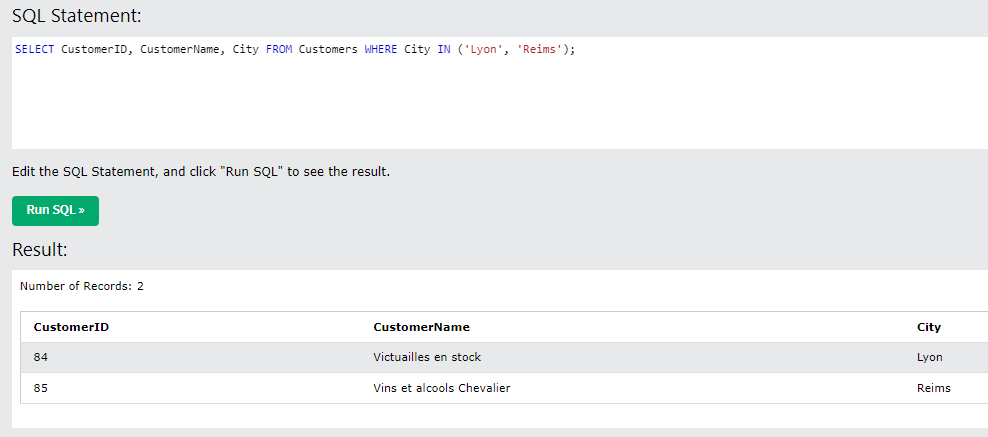 SQL Statement:
SELECT CustomerID, CustomerName, City FROM Customers WHERE City IN ('Lyon', 'Reims');
Edit the SQL Statement, and click "Run SQL" to see the result.
Run SQL »
Result:
Number of Records: 2
CustomerID CustomerName City
84 Victuailles en stock Lyon
85 Vins et alcools Chevalier Reims